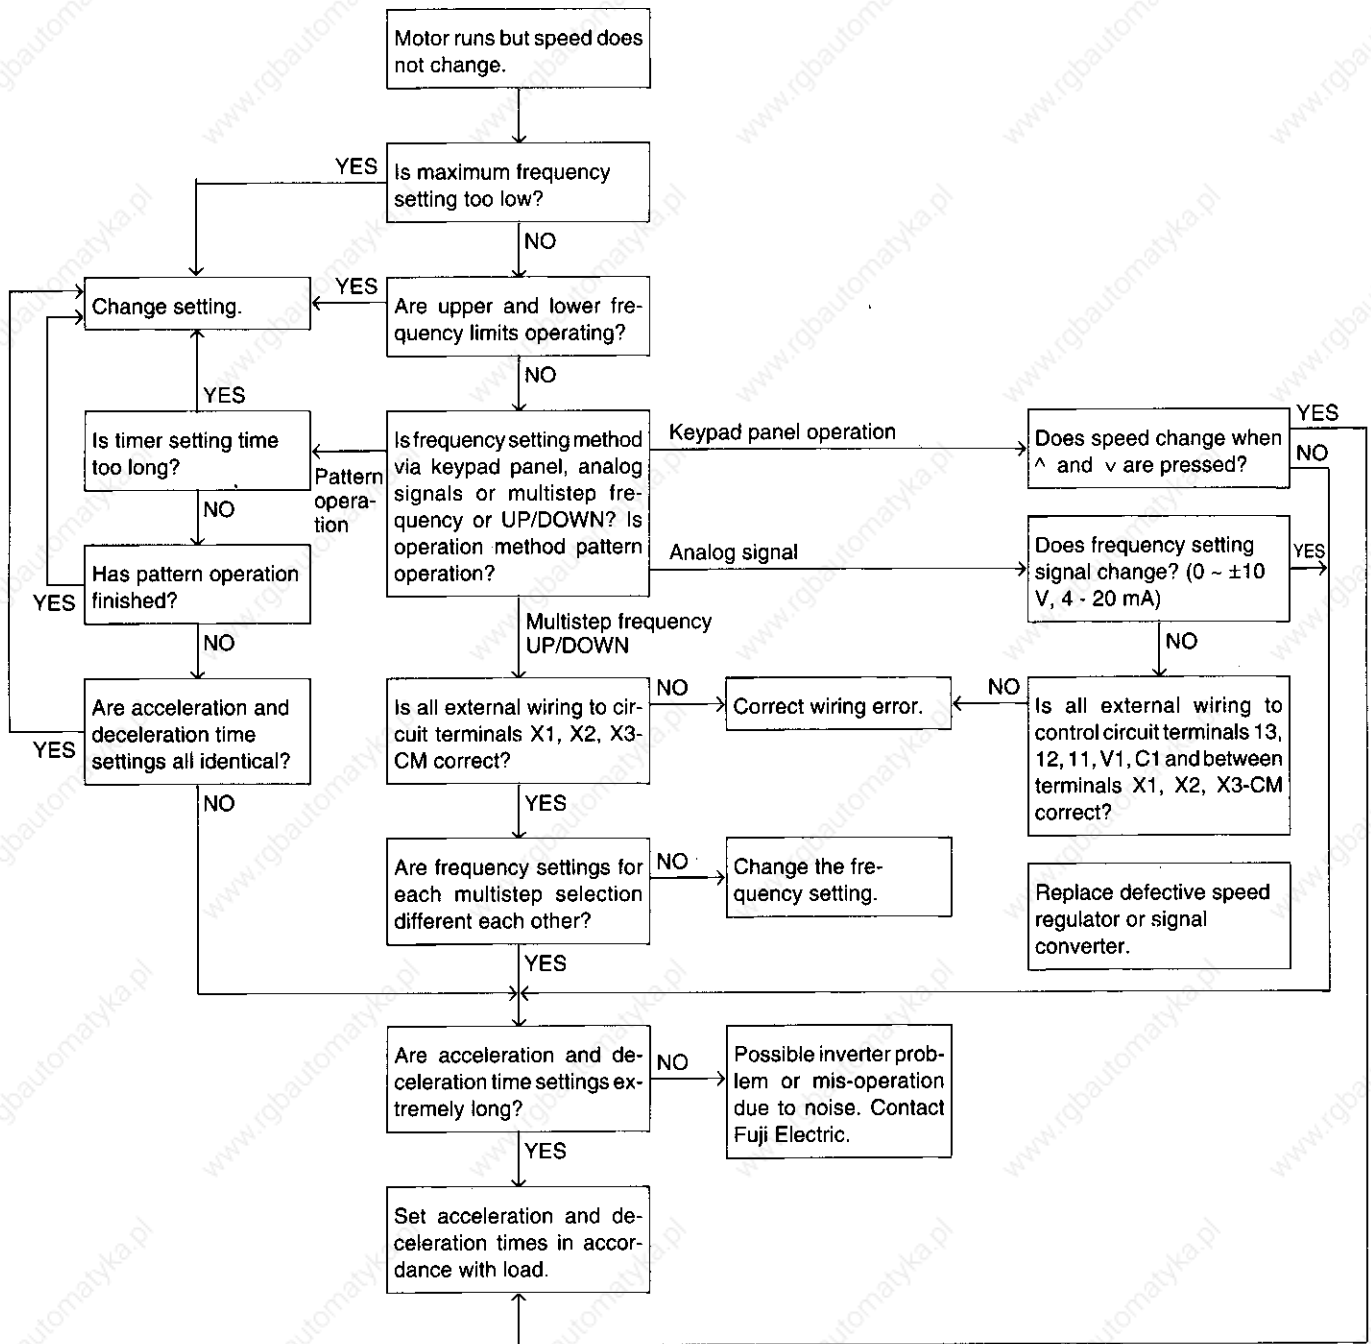 Motor runs but speed does
not change.
YES
Is maximum frequency
setting too low?
NO
Change setting.
YES
Are upper and lower fre-
quency limits operating?
NO
YES
Is timer setting time
too long?
Pattern
opera-
tion
Is frequency setting method
via keypad panel, analog
signals or multistep fre-
quency or UP/DOWN? Is
operation method pattern
operation?
Keypad panel operation
Does speed change when
^ and v are pressed?
YES
NO
NO
Has pattern operation
finished?
YES
Analog signal
Does frequency setting
signal change? (0 ~ ±10
V, 4 - 20 mA)
YES
NO
Multistep frequency
UP/DOWN
NO
Are acceleration and
deceleration time
settings all identical?
YES
NO
Is all external wiring to cir-
cuit terminals X1, X2, X3-
CM correct?
NO
Correct wiring error.
NO
Is all external wiring to
control circuit terminals 13,
12, 11, V1, C1 and between
terminals X1, X2, X3-CM
correct?
YES
Are frequency settings for
each multistep selection
different each other?
NO
Change the fre-
quency setting.
Replace defective speed
regulator or signal
converter.
YES
Are acceleration and de-
celeration time settings ex-
tremely long?
NO
Possible inverter prob-
lem or mis-operation
due to noise. Contact
Fuji Electric.
YES
Set acceleration and de-
celeration times in accor-
dance with load.
www.rgbautomatyka.pl